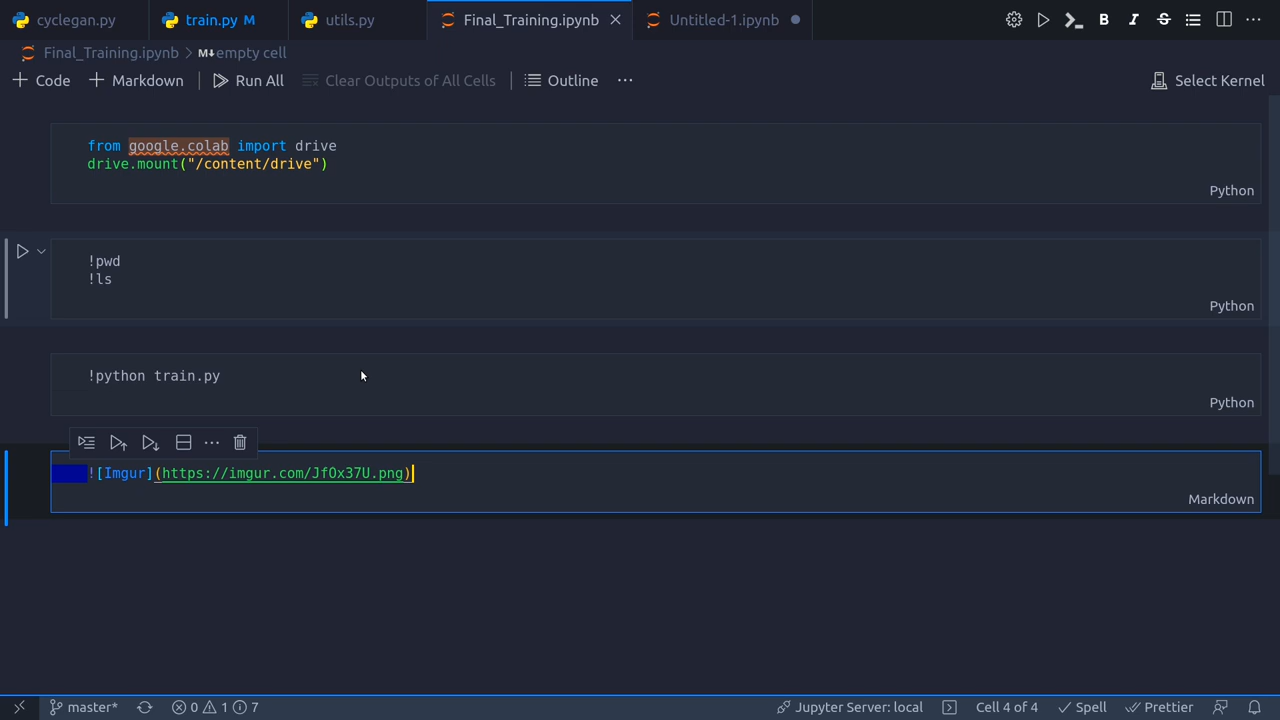 cyclegan.py train.py M utils.py Final_Training.ipynb Untitled-1.ipynb B I S
Final_Training.ipynb > M↓ empty cell
+ Code + Markdown Run All Clear Outputs of All Cells Outline ... Select Kernel
from google.colab import drive
drive.mount("/content/drive")
Python
!pwd
!ls
Python
!python train.py
Python
![Imgur](https://imgur.com/JfOx37U.png)
Markdown
master* 0 1 7 Jupyter Server: local Cell 4 of 4 Spell Prettier